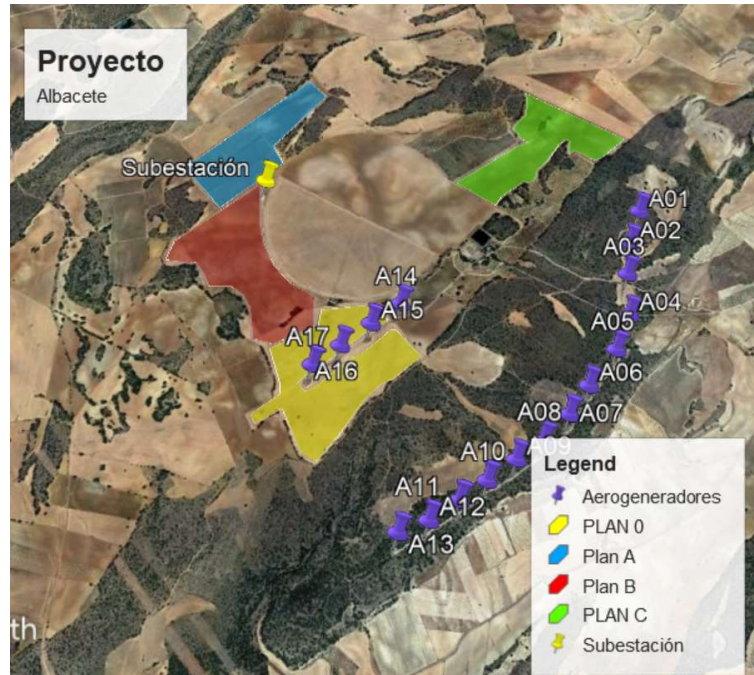 Proyecto
Albacete
Subestación
A01
A02
A03
A04
A05
A06
A07
A08
A09
A10
A11
A12
A13
A14
A15
A17
A16
Legend
Aerogeneradores
PLAN 0
Plan A
Plan B
PLAN C
Subestación
th